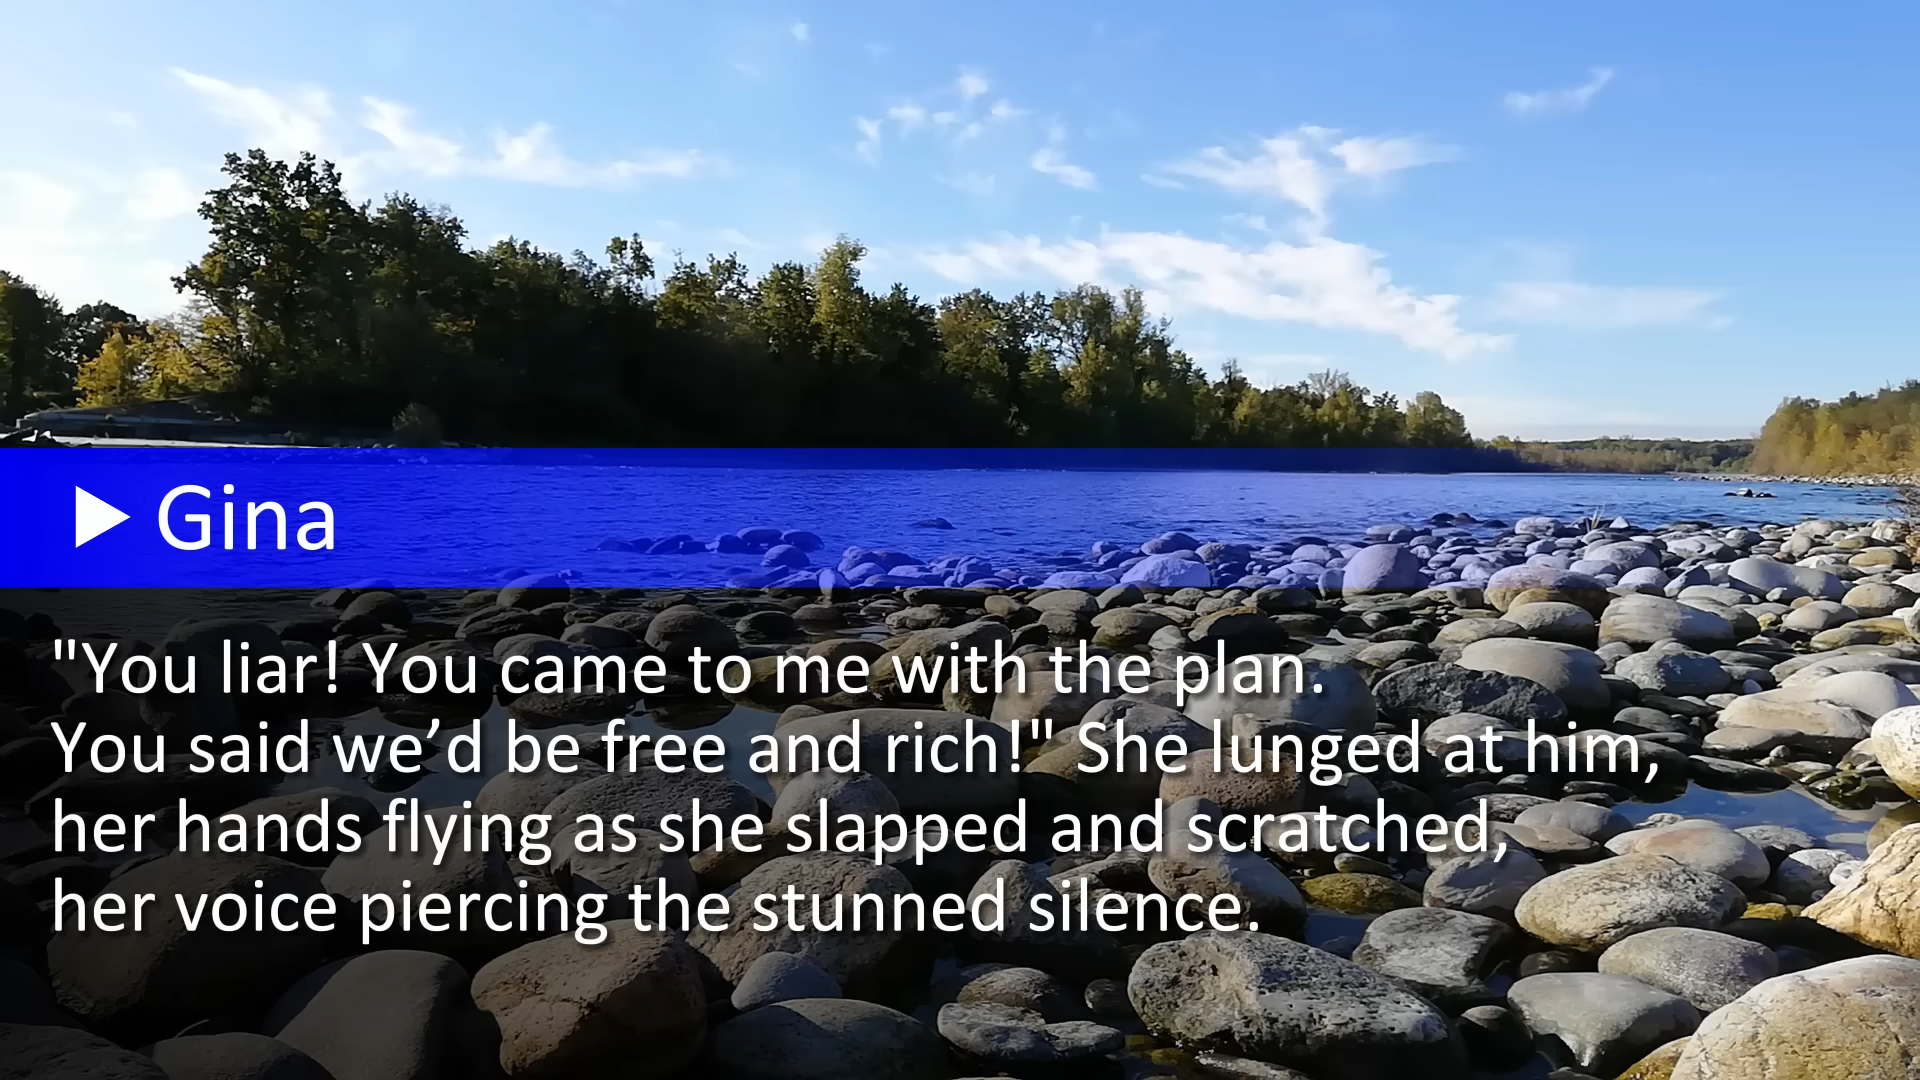 Gina
"You liar! You came to me with the plan.
You said we’d be free and rich!" She lunged at him,
her hands flying as she slapped and scratched,
her voice piercing the stunned silence.